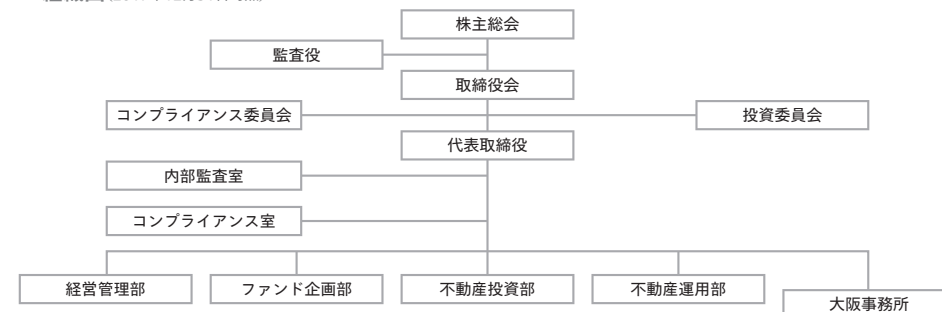 株主総会
監査役
取締役会
コンプライアンス委員会
投資委員会
代表取締役
内部監査室
コンプライアンス室
経営管理部
ファンド企画部
不動産投資部
不動産運用部
大阪事務所